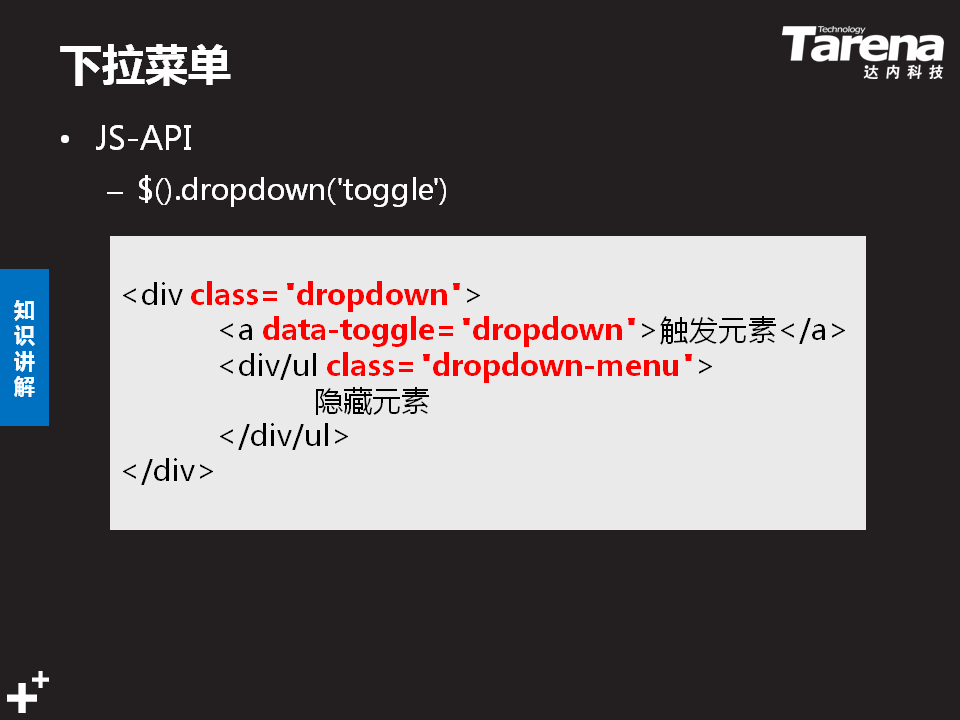 下拉菜单
Technology
Tarena
达内科技
• JS-API
– $().dropdown('toggle')
知识讲解
<div class="dropdown">
<a data-toggle="dropdown">触发元素</a>
<div/ul class="dropdown-menu">
隐藏元素
</div/ul>
</div>